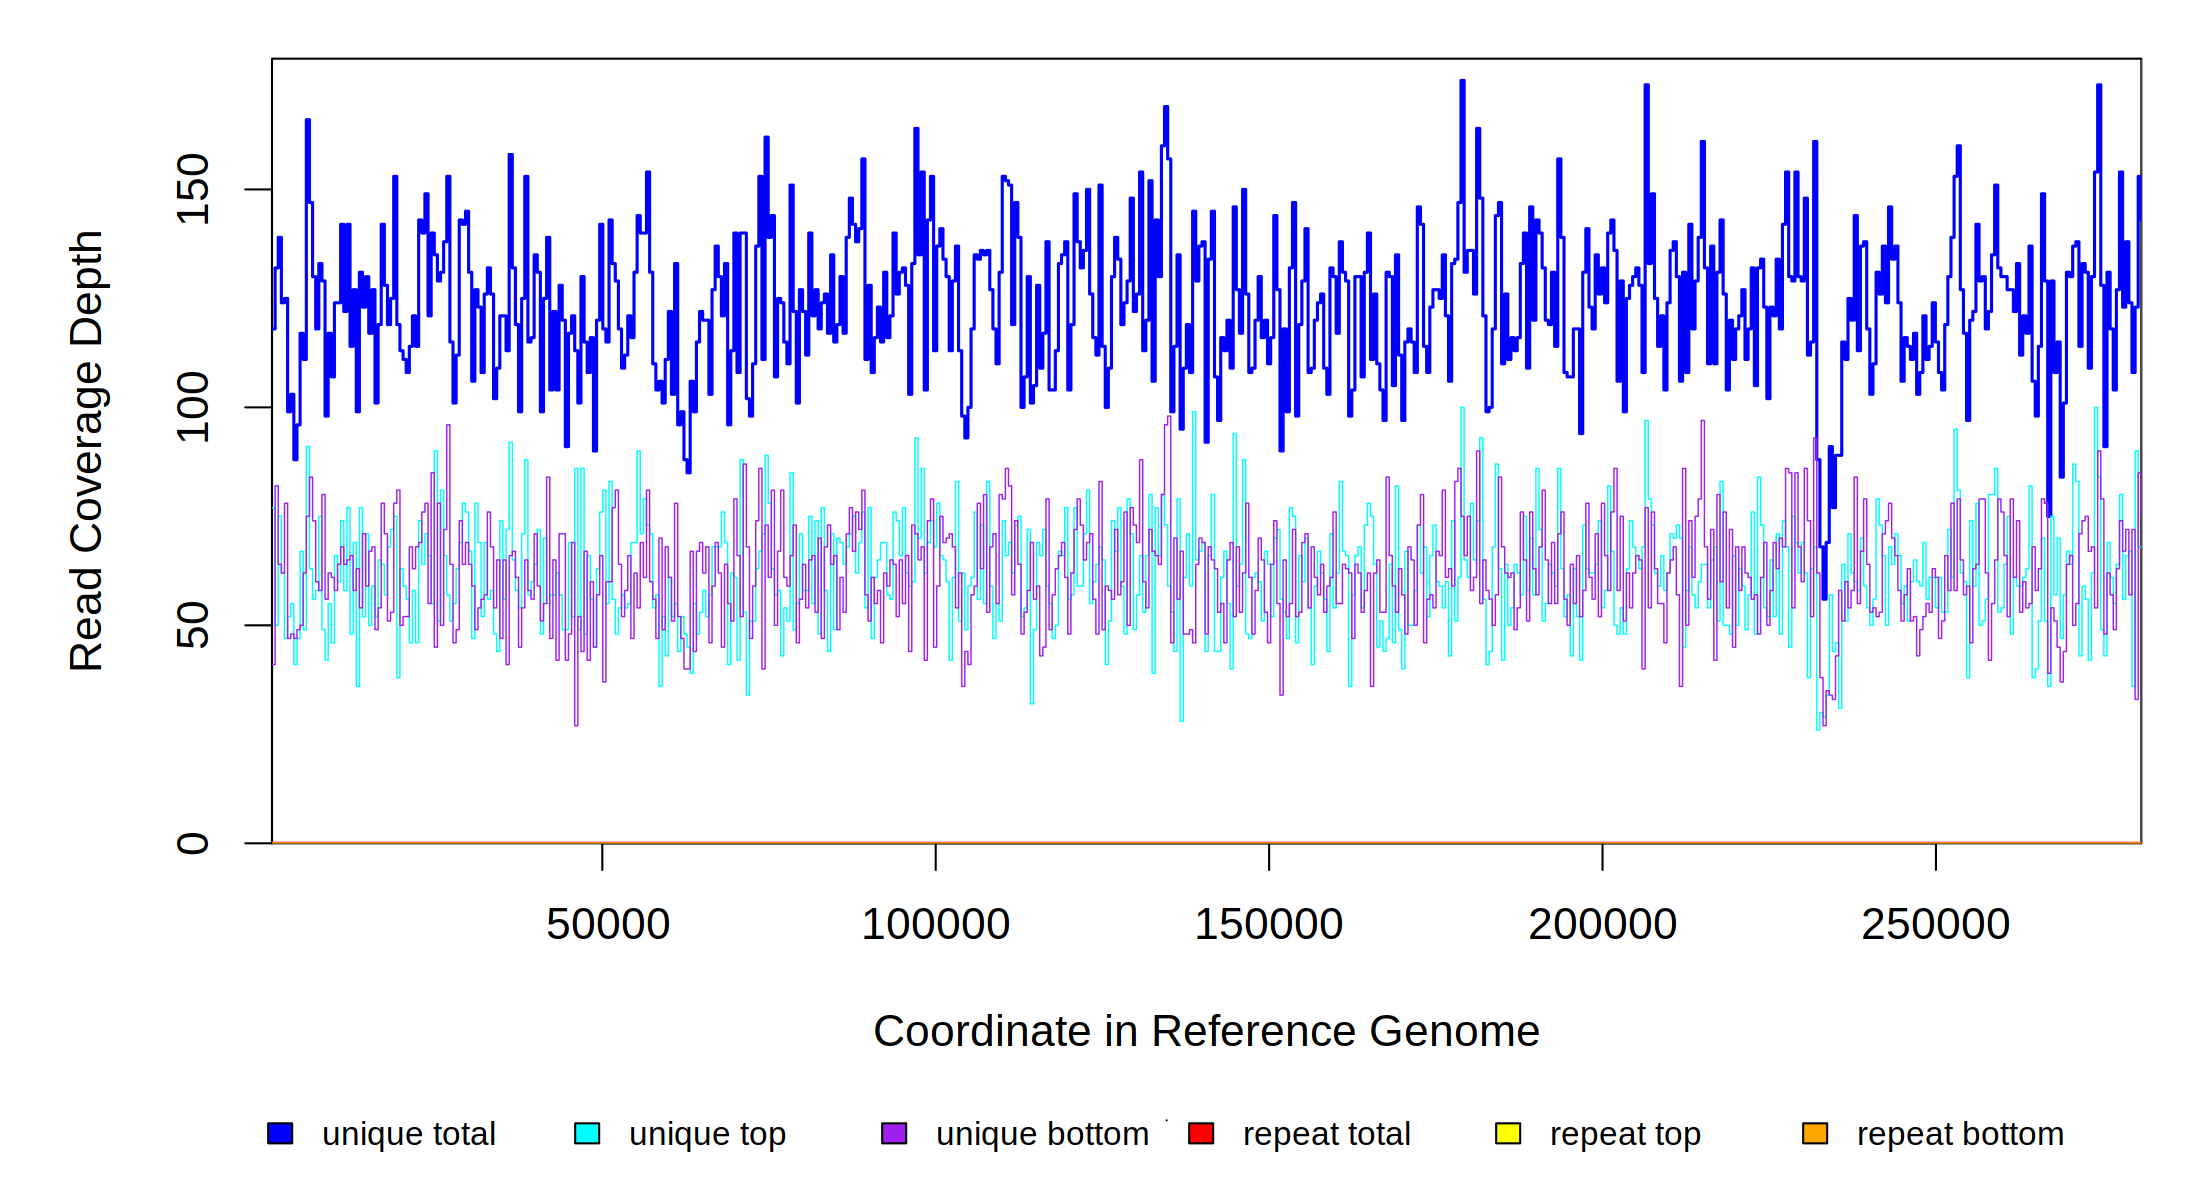 Read Coverage Depth
150
100
50
0
50000 100000 150000 200000 250000
Coordinate in Reference Genome
unique total unique top unique bottom repeat total repeat top repeat bottom